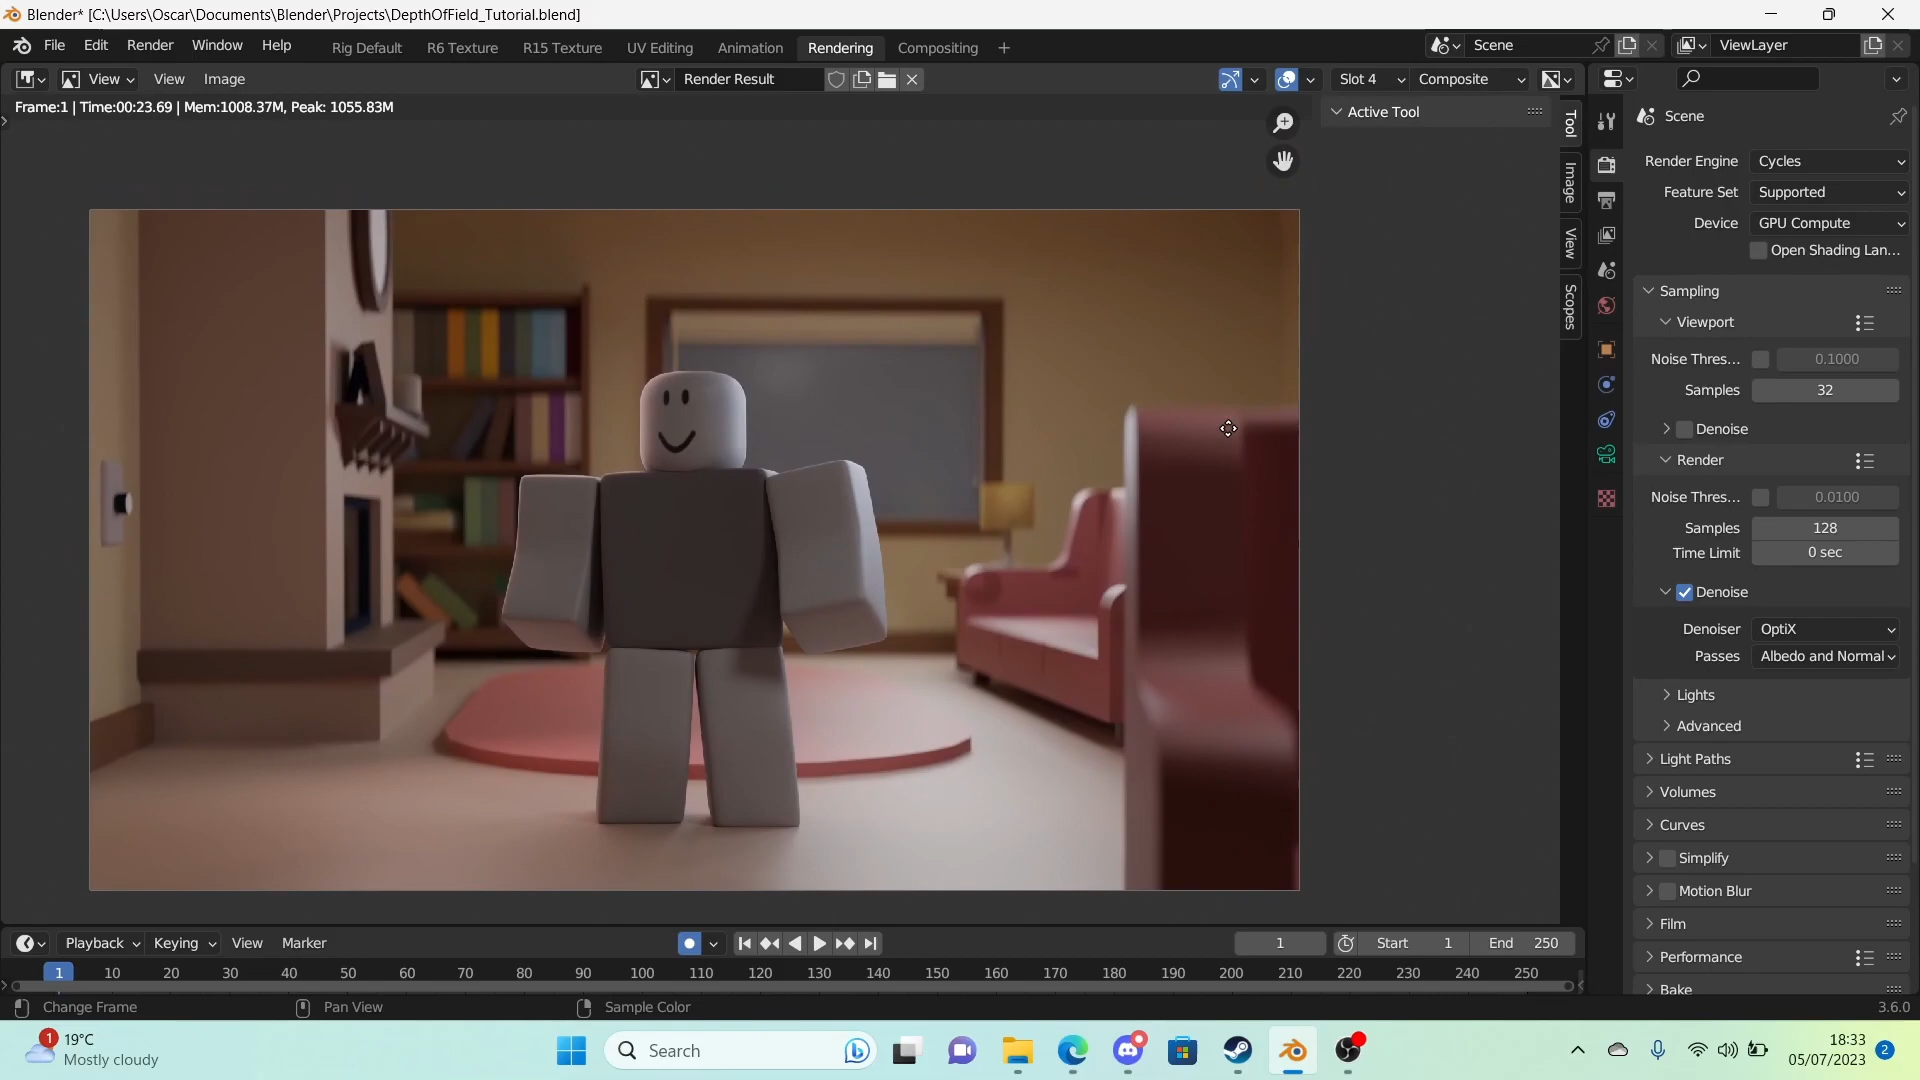 Blender* [C:\Users\Oscar\Documents\Blender\Projects\DepthOfField_Tutorial.blend]
File Edit Render Window Help Rig Default R6 Texture R15 Texture UV Editing Animation Rendering Compositing + Scene ViewLayer
View View Image Render Result Slot 4 Composite
Frame:1 | Time:00:23.69 | Mem:1008.37M, Peak: 1055.83M
Active Tool
Tool
Image
View
Scopes
Scene
Render Engine Cycles
Feature Set Supported
Device GPU Compute
Open Shading Lan...
Sampling
Viewport
Noise Thres... 0.1000
Samples 32
Denoise
Render
Noise Thres... 0.0100
Samples 128
Time Limit 0 sec
Denoise
Denoiser OptiX
Passes Albedo and Normal
Lights
Advanced
Light Paths
Volumes
Curves
Simplify
Motion Blur
Film
Performance
Bake
Playback Keying View Marker 1 Start 1 End 250
1 10 20 30 40 50 60 70 80 90 100 110 120 130 140 150 160 170 180 190 200 210 220 230 240 250
Change Frame Pan View Sample Color 3.6.0
1 19°C
Mostly cloudy
Search
18:33
05/07/2023 2